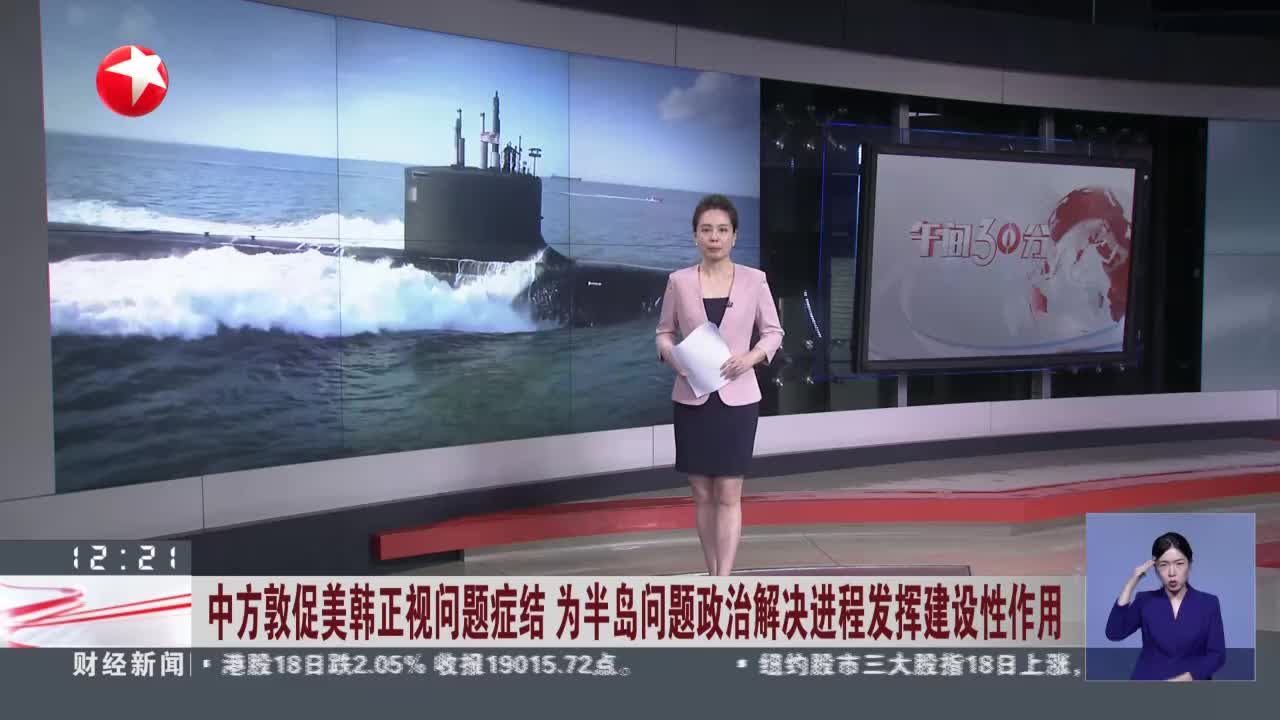 午间30分
12:21
中方敦促美韩正视问题症结 为半岛问题政治解决进程发挥建设性作用
财经新闻 • 港股18日跌2.05% 收报19015.72点。 • 纽约股市三大股指18日上涨,